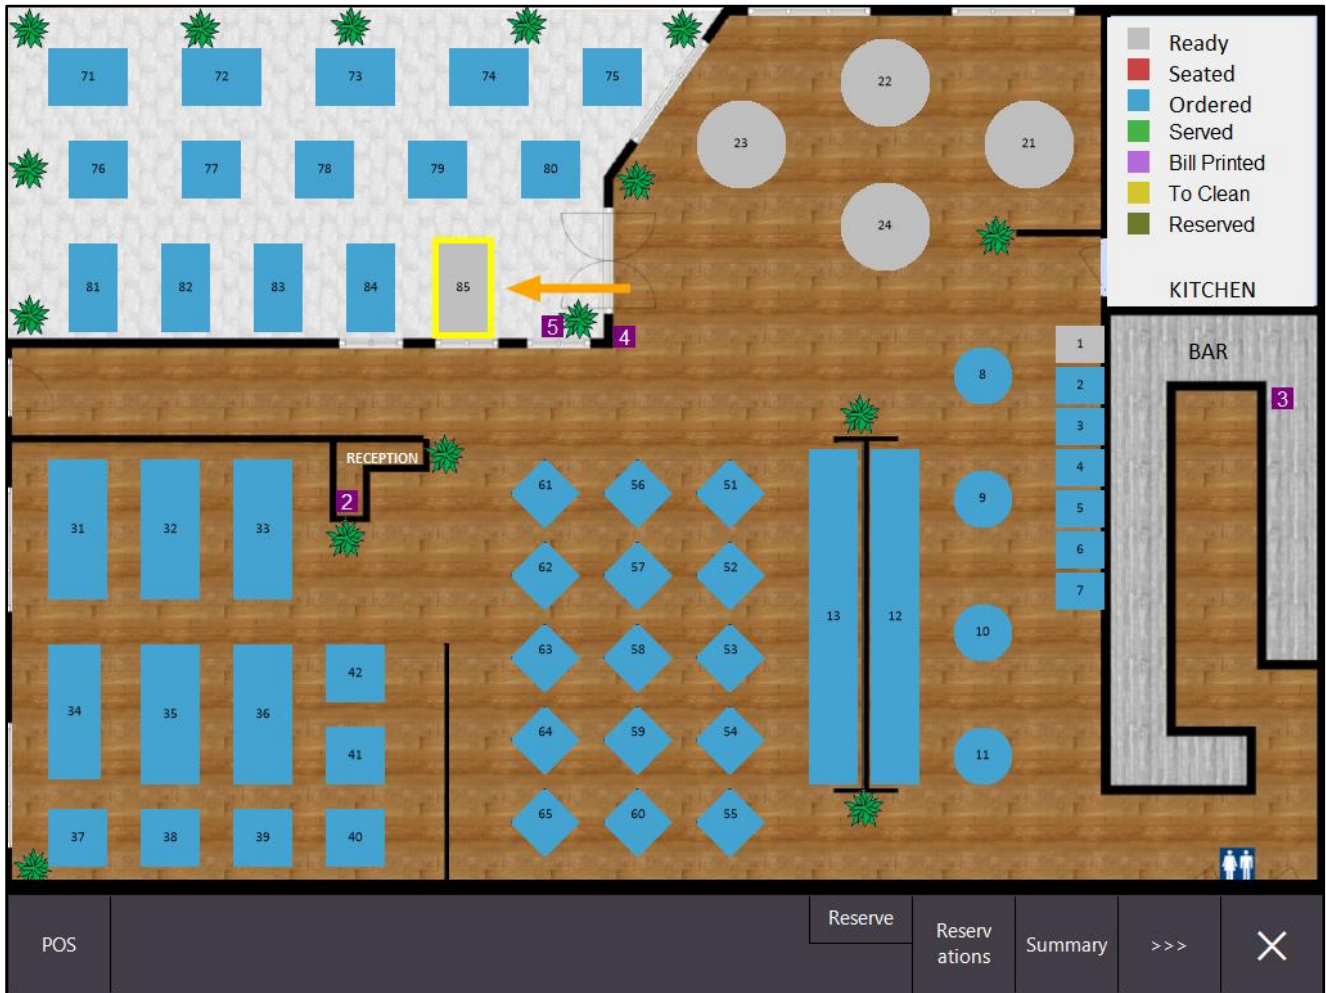 71 72 73 74 75
22
Ready
Seated
Ordered
Served
Bill Printed
To Clean
Reserved
KITCHEN
23 21
76 77 78 79 80
24
81 82 83 84 85
5
4
1
BAR
8
2
3
3
RECEPTION
4
61 56 51
9
2
5
31 32 33
6
62 57 52
7
13 12
10
63 58 53
42
34 35 36
64 59 54
41
11
65 60 55
37 38 39 40
POS
Reserve
Reserv
ations
Summary
>>>